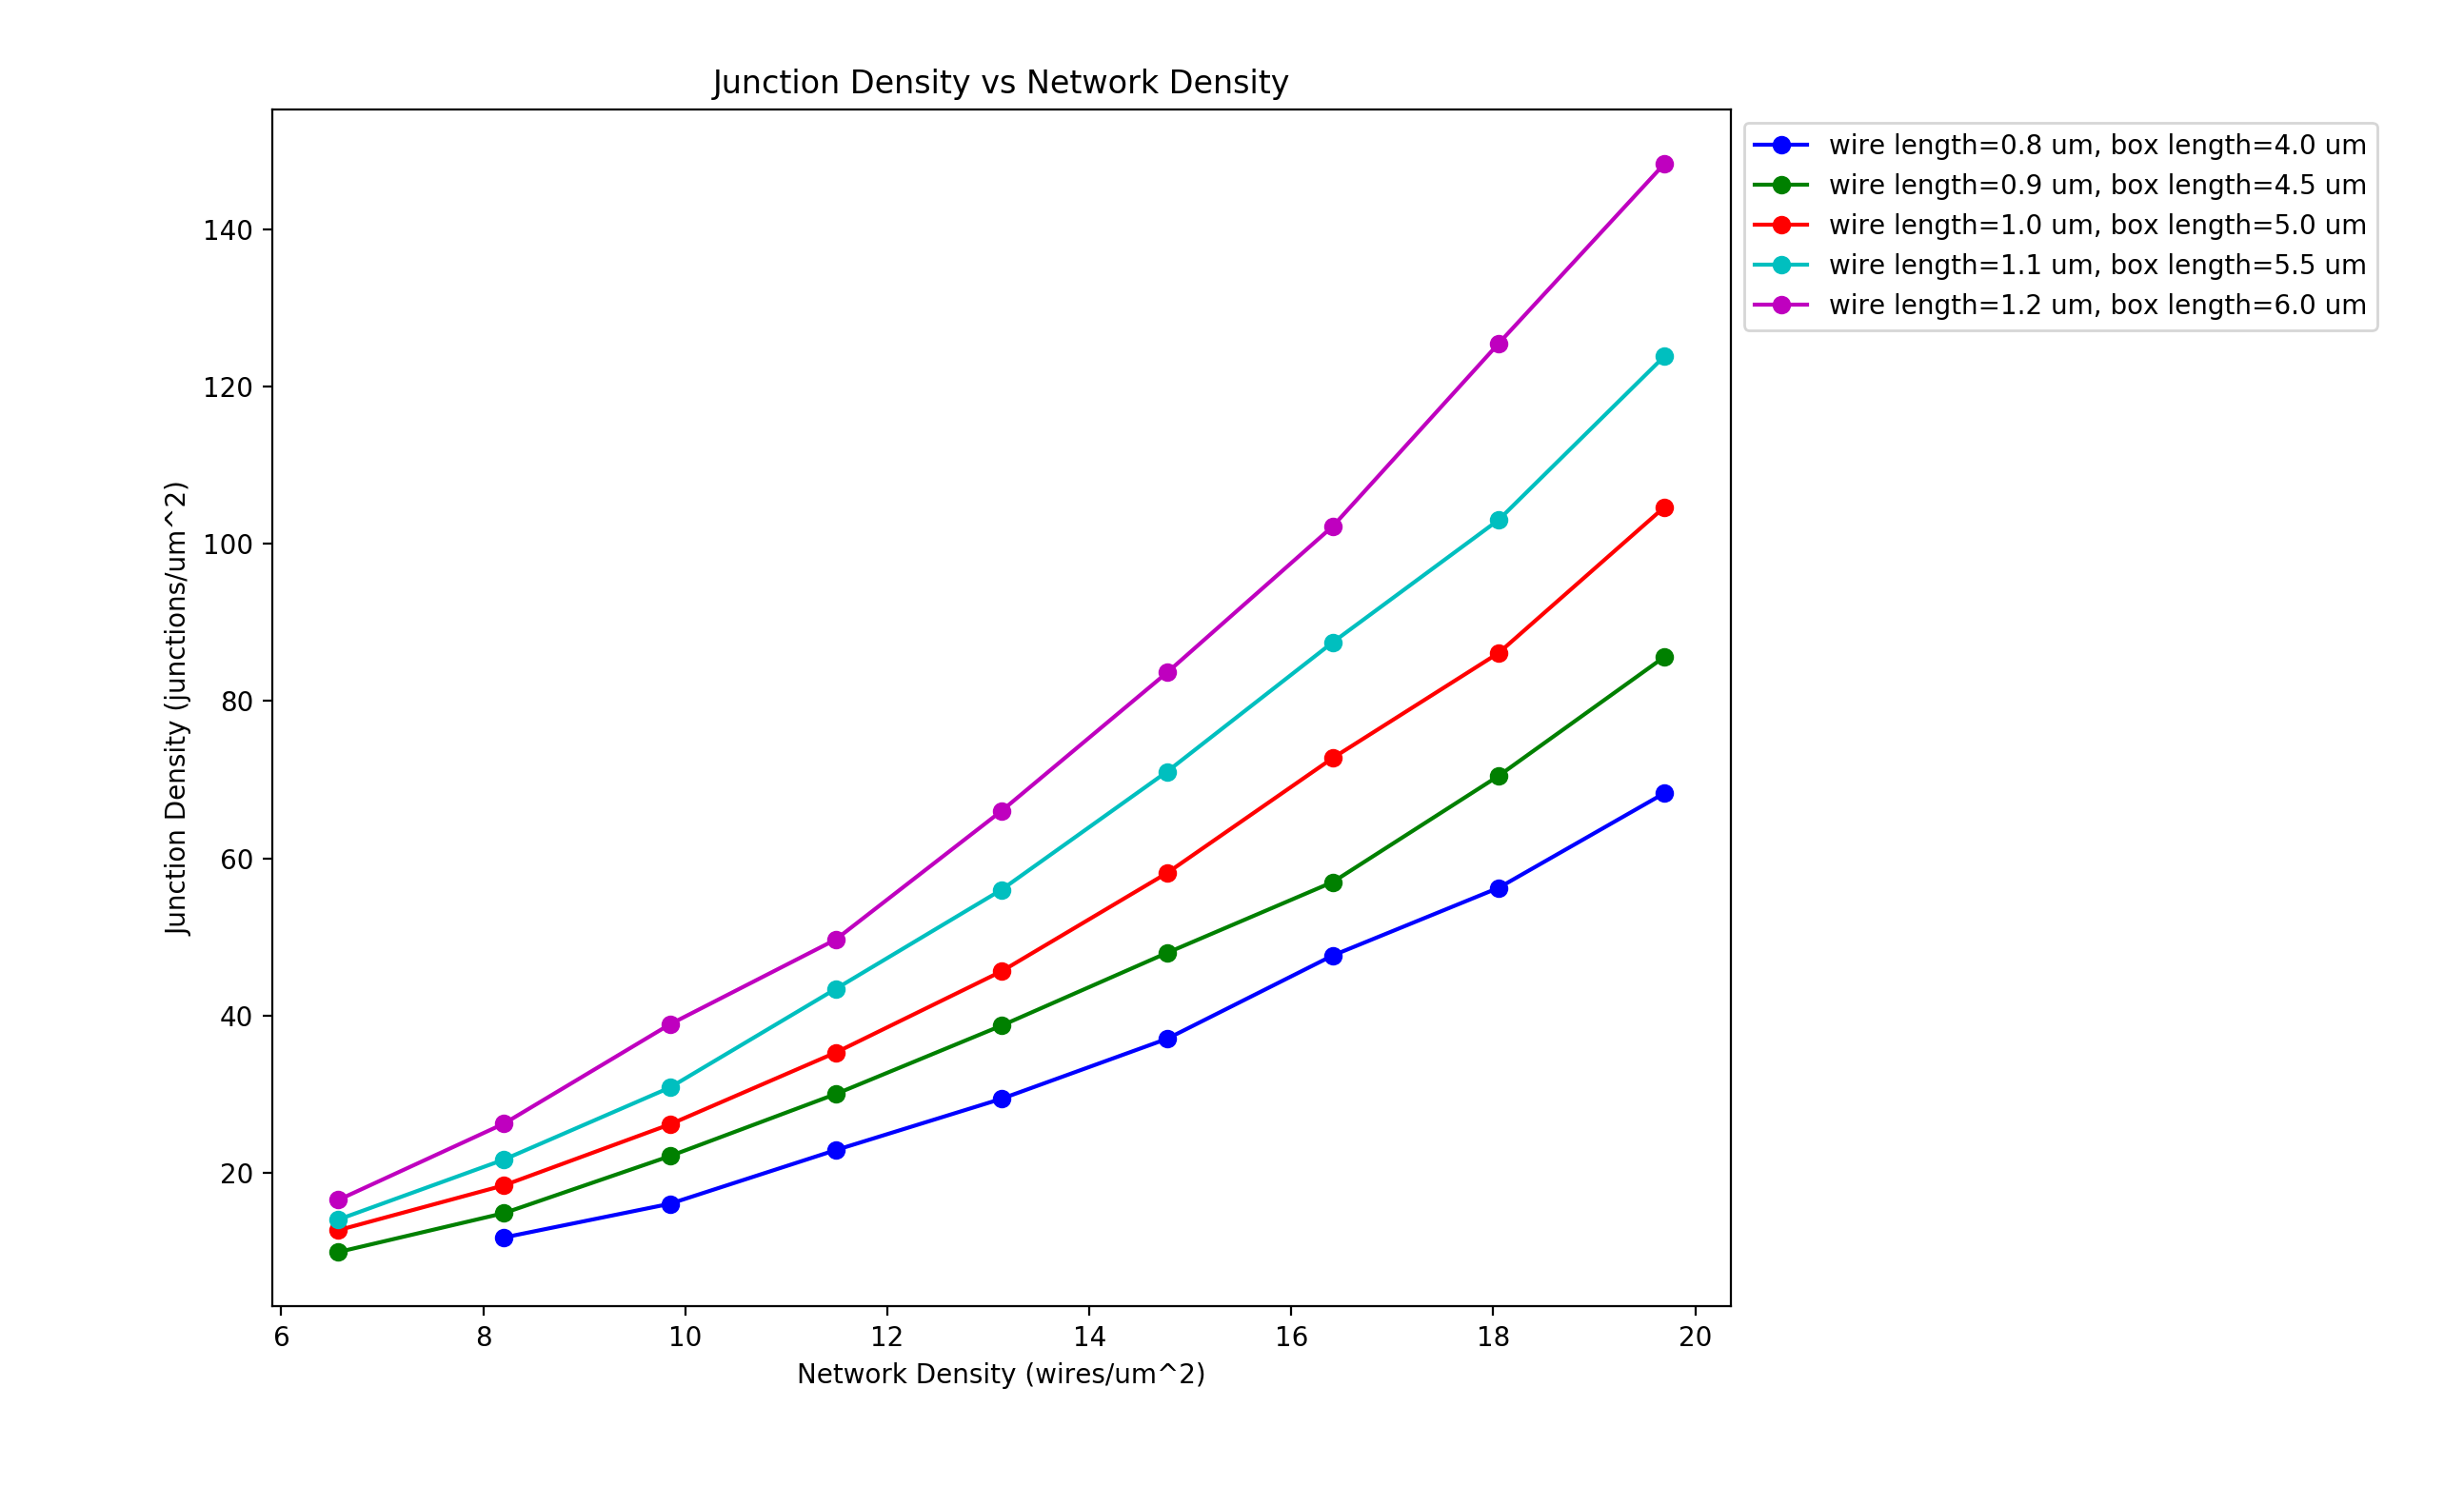 Junction Density vs Network Density
wire length=0.8 um, box length=4.0 um
wire length=0.9 um, box length=4.5 um
wire length=1.0 um, box length=5.0 um
wire length=1.1 um, box length=5.5 um
wire length=1.2 um, box length=6.0 um
Junction Density (junctions/um^2)
140
120
100
80
60
40
20
6 8 10 12 14 16 18 20
Network Density (wires/um^2)